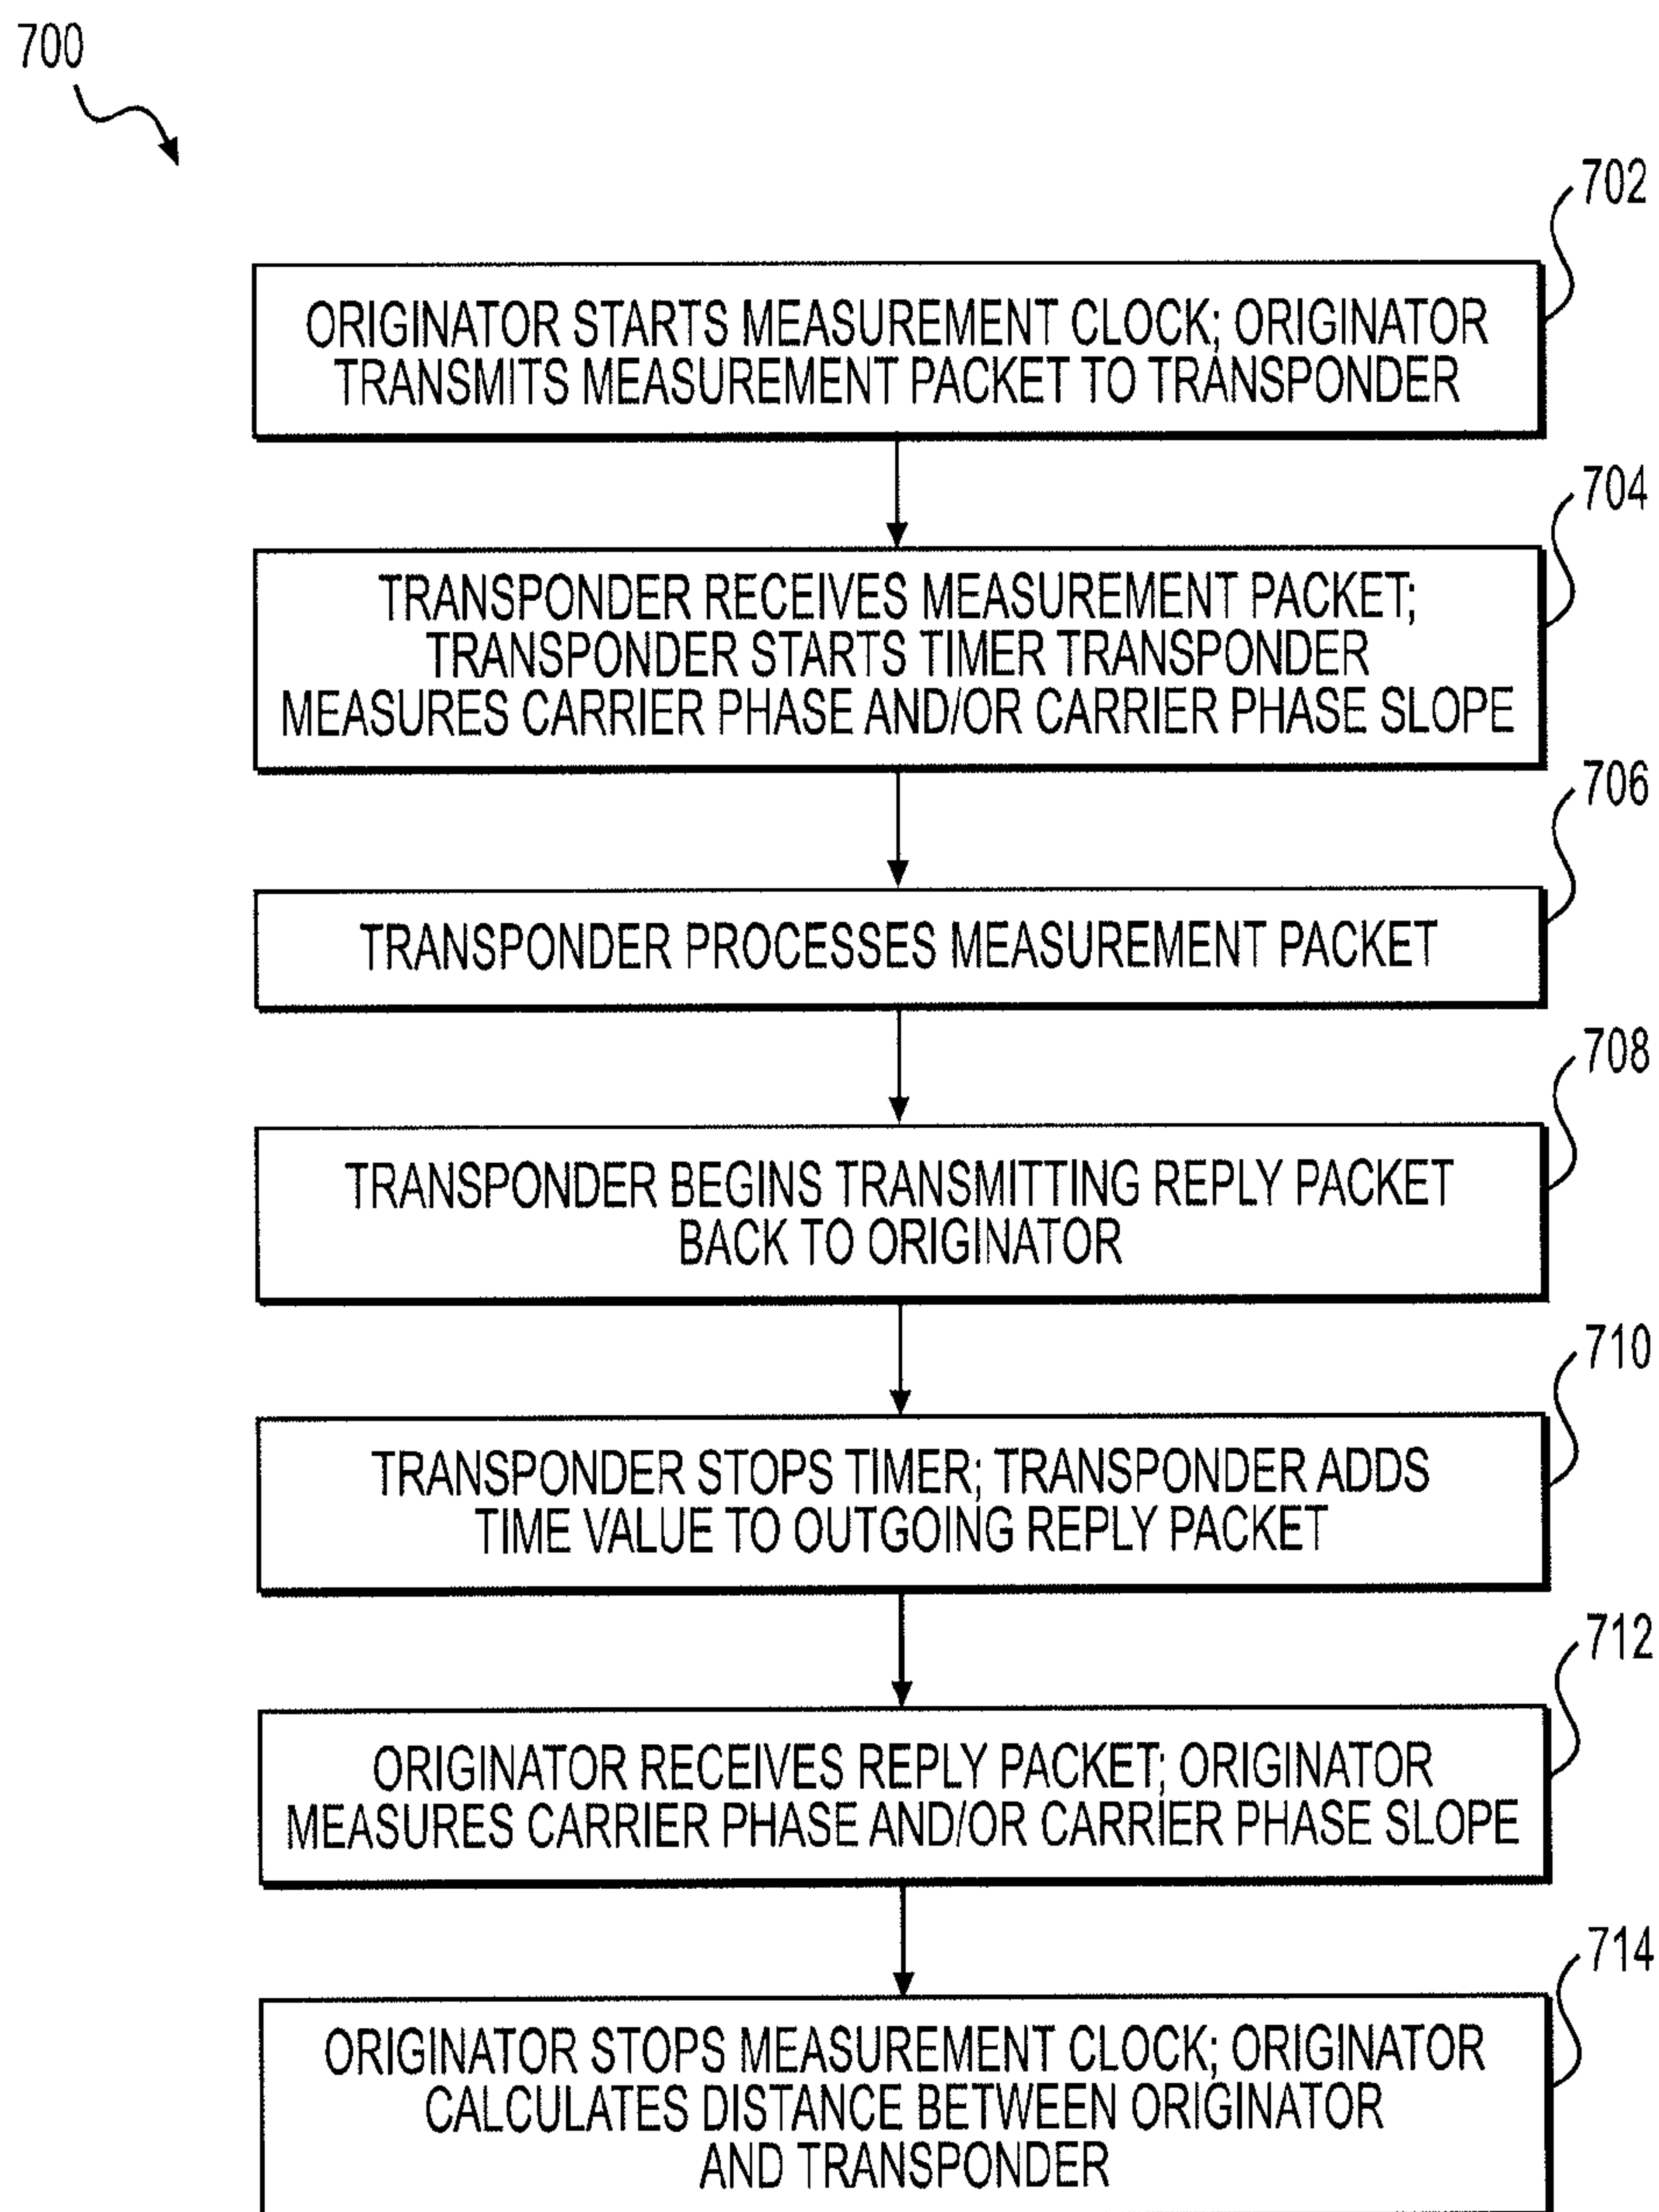 700
702
ORIGINATOR STARTS MEASUREMENT CLOCK; ORIGINATOR
TRANSMITS MEASUREMENT PACKET TO TRANSPONDER
704
TRANSPONDER RECEIVES MEASUREMENT PACKET;
TRANSPONDER STARTS TIMER TRANSPONDER
MEASURES CARRIER PHASE AND/OR CARRIER PHASE SLOPE
706
TRANSPONDER PROCESSES MEASUREMENT PACKET
708
TRANSPONDER BEGINS TRANSMITTING REPLY PACKET
BACK TO ORIGINATOR
710
TRANSPONDER STOPS TIMER; TRANSPONDER ADDS
TIME VALUE TO OUTGOING REPLY PACKET
712
ORIGINATOR RECEIVES REPLY PACKET; ORIGINATOR
MEASURES CARRIER PHASE AND/OR CARRIER PHASE SLOPE
714
ORIGINATOR STOPS MEASUREMENT CLOCK; ORIGINATOR
CALCULATES DISTANCE BETWEEN ORIGINATOR
AND TRANSPONDER